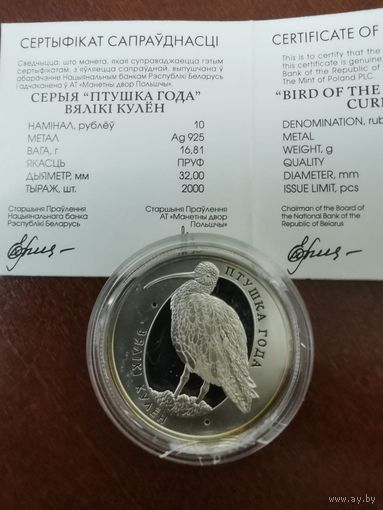 СЕРТЫФІКАТ САПРАЎДНАСЦІ
Сведчыцца, што манета, якая суправаджаецца гэтым
сертыфікатам, з'яўляецца сапраўднай, выпушчана ў
абарачэнне Нацыянальным банкам Рэспублікі Беларусь
і адчаканена ў АТ «Манетны двор Польшчы».
СЕРЫЯ "ПТУШКА ГОДА"
ВЯЛІКІ КУЛЁН
НАМІНАЛ, рублёў 10
МЕТАЛ Ag 925
ВАГА, г 16,81
ЯКАСЦЬ ПРУФ
ДЫЯМЕТР, мм 32,00
ТЫРАЖ, шт. 2000
Старшыня Праўлення
Нацыянальнага банка
Рэспублікі Беларусь
Старшыня Праўлення
АТ «Манетны двор
Польшчы»
CERTIFICATE OF
This is to certify that the
this certificate is genuine
Bank of the Republic of
The Mint of Poland PLC.
"BIRD OF THE
CUR
DENOMINATION, rub
METAL
WEIGHT, g
QUALITY
DIAMETER, mm
ISSUE LIMIT, pcs
Chairman of the Board of
the National Bank of the
Republic of Belarus
ПТУШКА ГОДА
ВЯЛІКІ КУЛЁН
www.ay.by